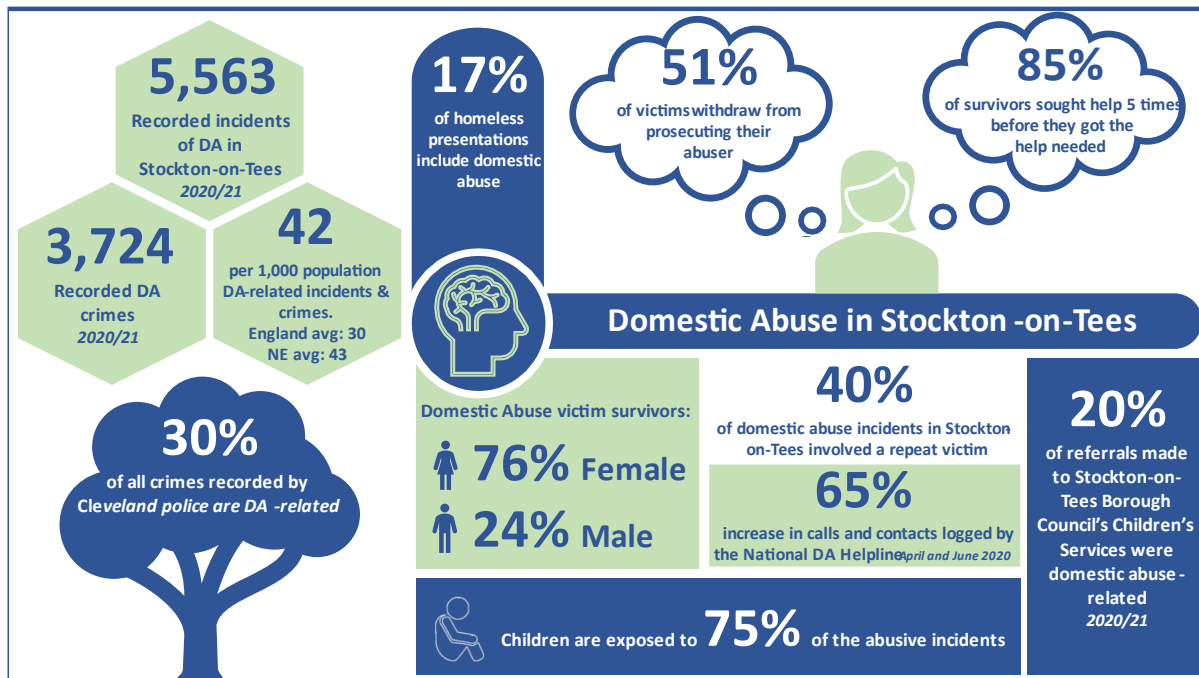 5,563
Recorded incidents
of DA in
Stockton-on-Tees
2020/21
3,724
Recorded DA
crimes
2020/21
42
per 1,000 population
DA-related incidents &
crimes.
England avg: 30
NE avg: 43
17%
of homeless
presentations
include domestic
abuse
51%
of victims withdraw from
prosecuting their
abuser
85%
of survivors sought help 5 times
before they got the
help needed
Domestic Abuse in Stockton -on-Tees
30%
of all crimes recorded by
Cleveland police are DA -related
Domestic Abuse victim survivors:
76% Female
24% Male
40%
of domestic abuse incidents in Stockton-
on-Tees involved a repeat victim
65%
increase in calls and contacts logged by
the National DA Helpline April and June 2020
20%
of referrals made
to Stockton-on-
Tees Borough
Council's Children's
Services were
domestic abuse -
related
2020/21
Children are exposed to 75% of the abusive incidents